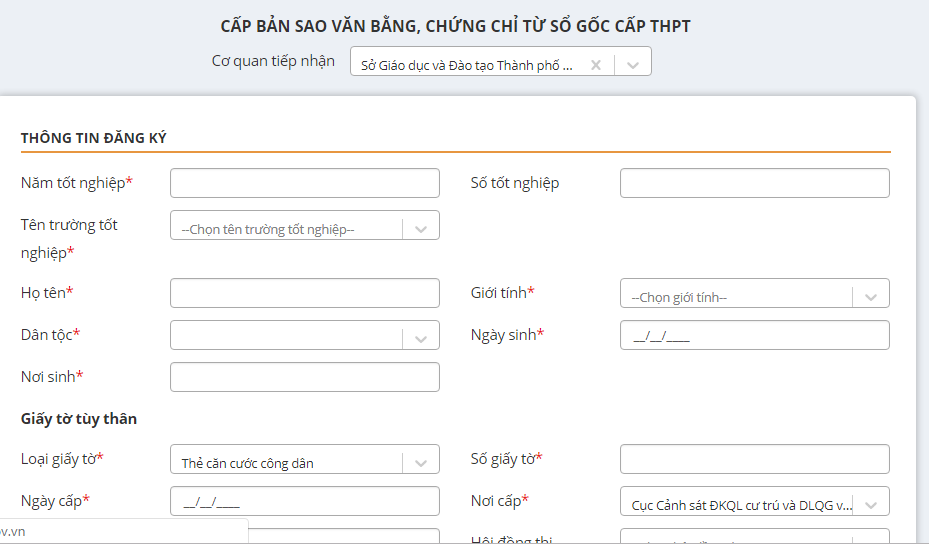 CẤP BẢN SAO VĂN BẰNG, CHỨNG CHỈ TỪ SỔ GỐC CẤP THPT
Cơ quan tiếp nhận Sở Giáo dục và Đào tạo Thành phố ...
THÔNG TIN ĐĂNG KÝ
Năm tốt nghiệp* Số tốt nghiệp
Tên trường tốt nghiệp* --Chọn tên trường tốt nghiệp--
Họ tên* Giới tính* --Chọn giới tính--
Dân tộc* Ngày sinh* __/__/____
Nơi sinh*
Giấy tờ tùy thân
Loại giấy tờ* Thẻ căn cước công dân Số giấy tờ*
Ngày cấp* __/__/____ Nơi cấp* Cục Cảnh sát ĐKQL cư trú và DLQG v...
ov.vn Hội đồng thi